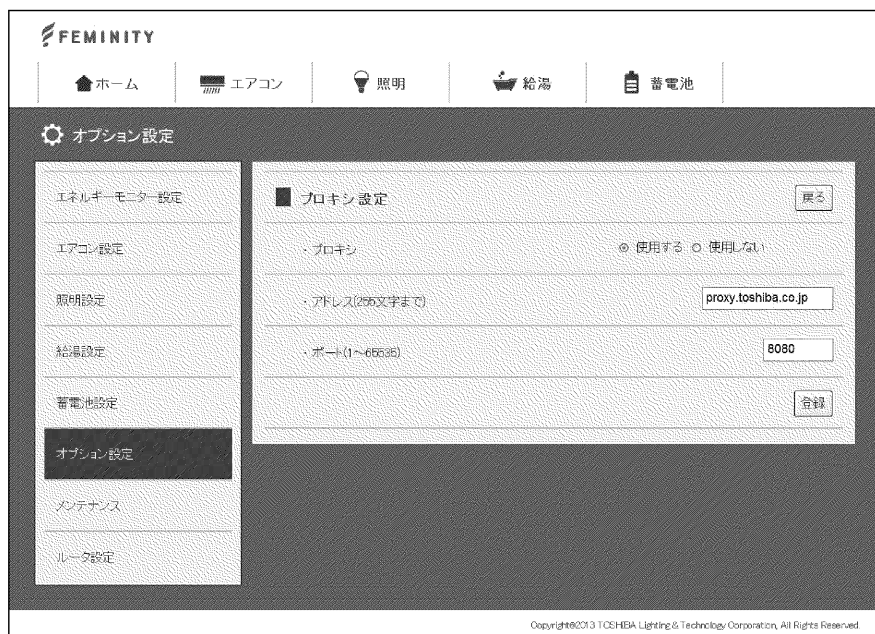 FEMINITY
ホーム エアコン 照明 給湯 蓄電池
オプション設定
エネルギーモニター設定
エアコン設定
照明設定
給湯設定
蓄電池設定
オプション設定
メンテナンス
ルータ設定
プロキシ設定 戻る
・プロキシ 使用する 使用しない
・アドレス(255文字まで) proxy.toshiba.co.jp
・ポート(1~65535) 8080
登録
Copyright©2013 TOSHIBA Lighting & Technology Corporation, All Rights Reserved.